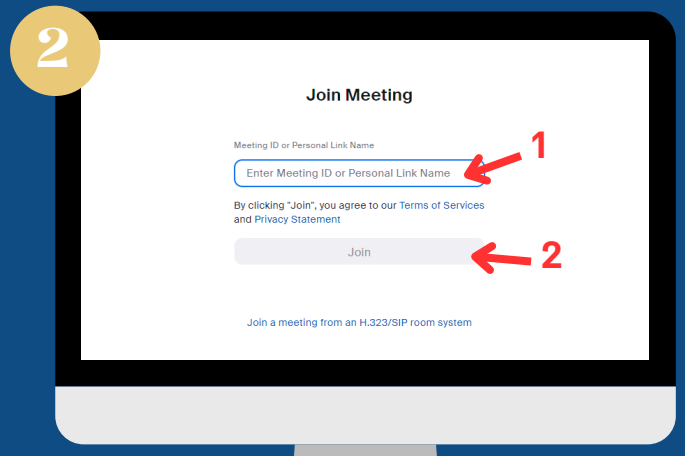 2
Join Meeting
Meeting ID or Personal Link Name
1
Enter Meeting ID or Personal Link Name
By clicking "Join", you agree to our Terms of Services
and Privacy Statement
Join
2
Join a meeting from an H.323/SIP room system